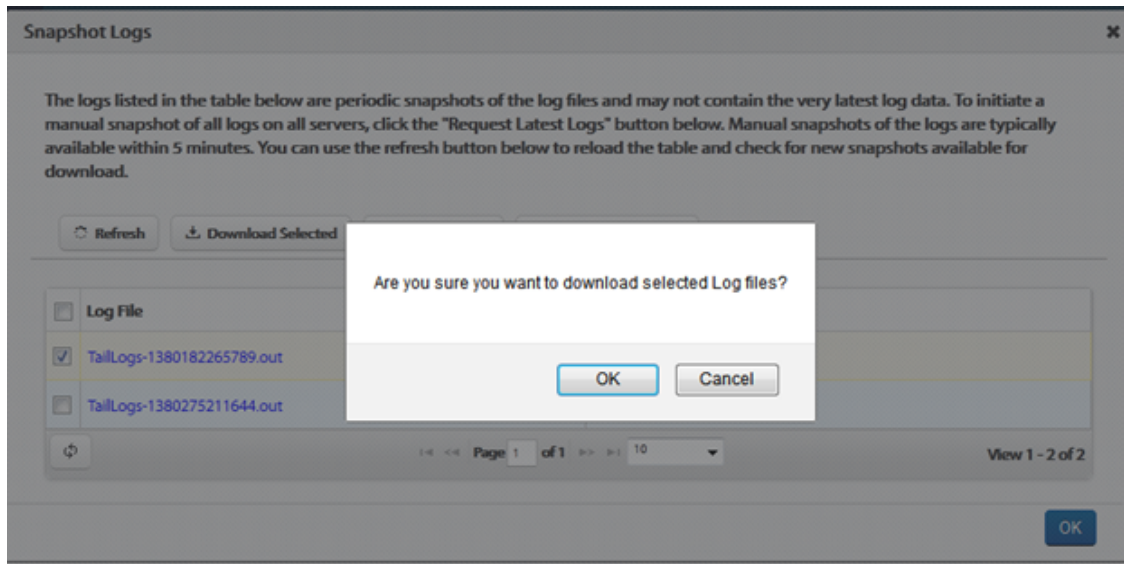 Snapshot Logs
The logs listed in the table below are periodic snapshots of the log files and may not contain the very latest log data. To initiate a
manual snapshot of all logs on all servers, click the "Request Latest Logs" button below. Manual snapshots of the logs are typically
available within 5 minutes. You can use the refresh button below to reload the table and check for new snapshots available for
download.
Refresh Download Selected
Are you sure you want to download selected Log files?
Log File
TailLogs-1380182265789.out
OK Cancel
TailLogs-1380275211644.out
Page 1 of 1 10 View 1 - 2 of 2
OK